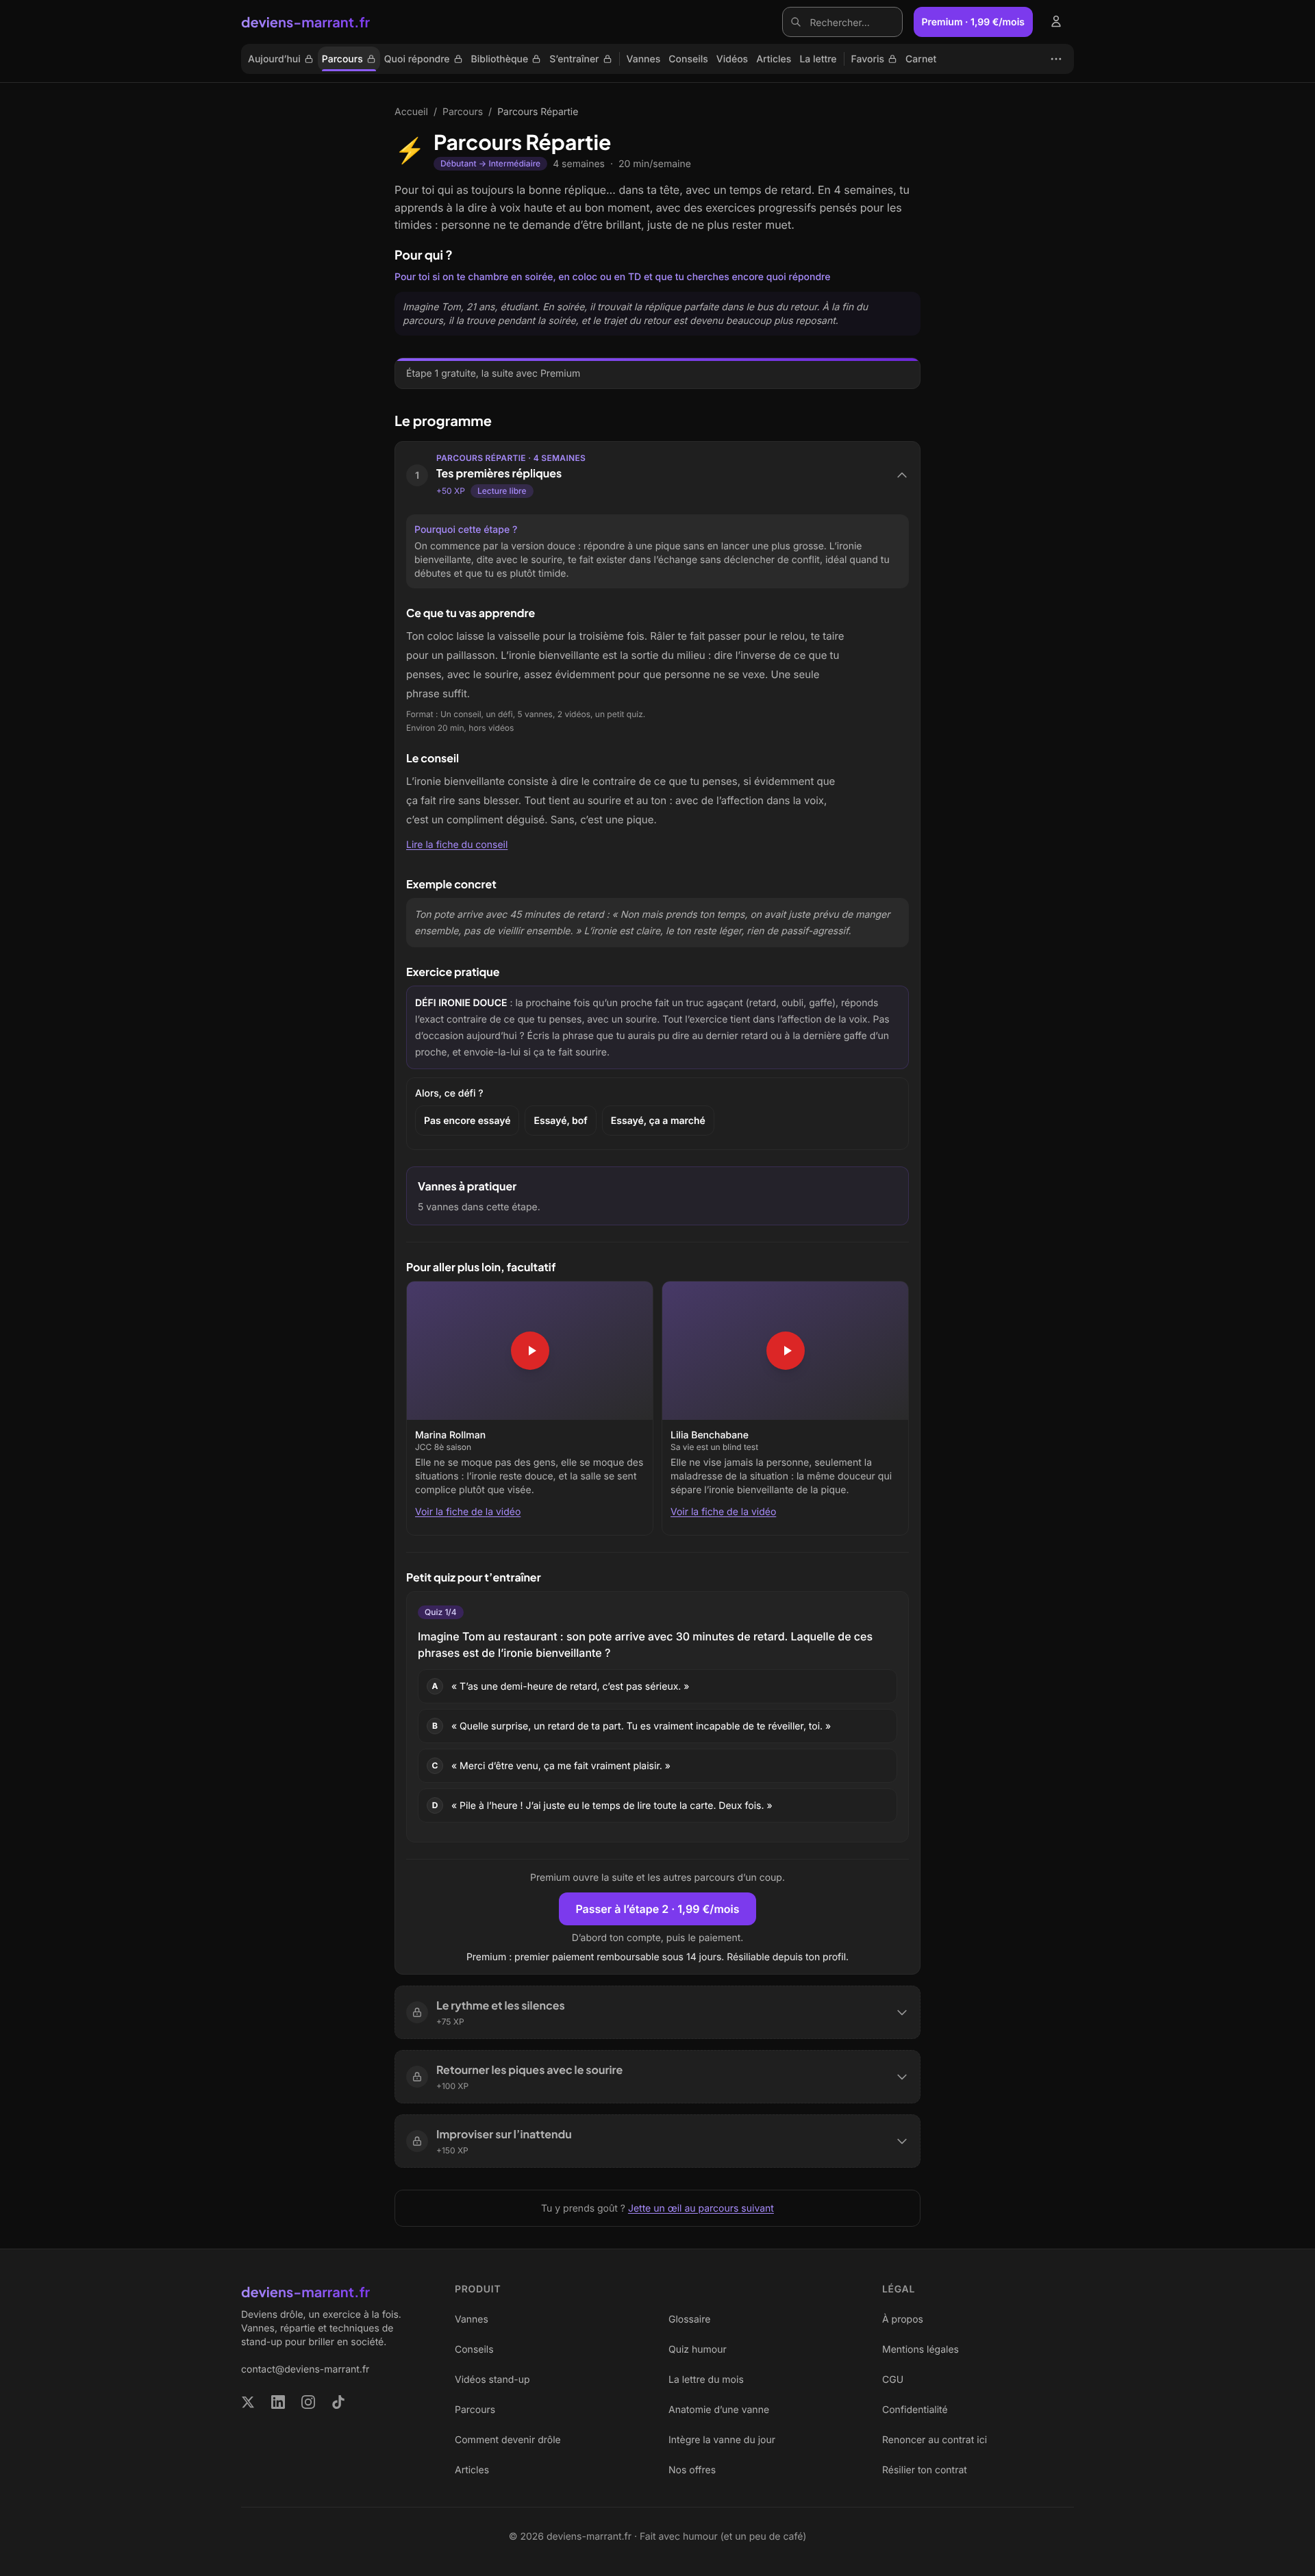 deviens-marrant.fr
Rechercher...
Premium · 1,99 €/mois
Aujourd’hui
Parcours
Quoi répondre
Bibliothèque
S’entraîner
Vannes
Conseils
Vidéos
Articles
La lettre
Favoris
Carnet
Accueil / Parcours / Parcours Répartie
Parcours Répartie
Débutant → Intermédiaire
4 semaines · 20 min/semaine
Pour toi qui as toujours la bonne réplique… dans ta tête, avec un temps de retard. En 4 semaines, tu
apprends à la dire à voix haute et au bon moment, avec des exercices progressifs pensés pour les
timides : personne ne te demande d’être brillant, juste de ne plus rester muet.
Pour qui ?
Pour toi si on te chambre en soirée, en coloc ou en TD et que tu cherches encore quoi répondre
Imagine Tom, 21 ans, étudiant. En soirée, il trouvait la réplique parfaite dans le bus du retour. À la fin du
parcours, il la trouve pendant la soirée, et le trajet du retour est devenu beaucoup plus reposant.
Étape 1 gratuite, la suite avec Premium
Le programme
PARCOURS RÉPARTIE · 4 SEMAINES
1
Tes premières répliques
+50 XP
Lecture libre
Pourquoi cette étape ?
On commence par la version douce : répondre à une pique sans en lancer une plus grosse. L’ironie
bienveillante, dite avec le sourire, te fait exister dans l’échange sans déclencher de conflit, idéal quand tu
débutes et que tu es plutôt timide.
Ce que tu vas apprendre
Ton coloc laisse la vaisselle pour la troisième fois. Râler te fait passer pour le relou, te taire
pour un paillasson. L’ironie bienveillante est la sortie du milieu : dire l’inverse de ce que tu
penses, avec le sourire, assez évidemment pour que personne ne se vexe. Une seule
phrase suffit.
Format : Un conseil, un défi, 5 vannes, 2 vidéos, un petit quiz.
Environ 20 min, hors vidéos
Le conseil
L’ironie bienveillante consiste à dire le contraire de ce que tu penses, si évidemment que
ça fait rire sans blesser. Tout tient au sourire et au ton : avec de l’affection dans la voix,
c’est un compliment déguisé. Sans, c’est une pique.
Lire la fiche du conseil
Exemple concret
Ton pote arrive avec 45 minutes de retard : « Non mais prends ton temps, on avait juste prévu de manger
ensemble, pas de vieillir ensemble. » L’ironie est claire, le ton reste léger, rien de passif-agressif.
Exercice pratique
DÉFI IRONIE DOUCE : la prochaine fois qu’un proche fait un truc agaçant (retard, oubli, gaffe), réponds
l’exact contraire de ce que tu penses, avec un sourire. Tout l’exercice tient dans l’affection de la voix. Pas
d’occasion aujourd’hui ? Écris la phrase que tu aurais pu dire au dernier retard ou à la dernière gaffe d’un
proche, et envoie-la-lui si ça te fait sourire.
Alors, ce défi ?
Pas encore essayé
Essayé, bof
Essayé, ça a marché
Vannes à pratiquer
5 vannes dans cette étape.
Pour aller plus loin, facultatif
Marina Rollman
JCC 8è saison
Elle ne se moque pas des gens, elle se moque des
situations : l’ironie reste douce, et la salle se sent
complice plutôt que visée.
Voir la fiche de la vidéo
Lilia Benchabane
Sa vie est un blind test
Elle ne vise jamais la personne, seulement la
maladresse de la situation : la même douceur qui
sépare l’ironie bienveillante de la pique.
Voir la fiche de la vidéo
Petit quiz pour t’entraîner
Quiz 1/4
Imagine Tom au restaurant : son pote arrive avec 30 minutes de retard. Laquelle de ces
phrases est de l’ironie bienveillante ?
A « T’as une demi-heure de retard, c’est pas sérieux. »
B « Quelle surprise, un retard de ta part. Tu es vraiment incapable de te réveiller, toi. »
C « Merci d’être venu, ça me fait vraiment plaisir. »
D « Pile à l’heure ! J’ai juste eu le temps de lire toute la carte. Deux fois. »
Premium ouvre la suite et les autres parcours d’un coup.
Passer à l’étape 2 · 1,99 €/mois
D’abord ton compte, puis le paiement.
Premium : premier paiement remboursable sous 14 jours. Résiliable depuis ton profil.
Le rythme et les silences
+75 XP
Retourner les piques avec le sourire
+100 XP
Improviser sur l’inattendu
+150 XP
Tu y prends goût ? Jette un œil au parcours suivant
deviens-marrant.fr
Deviens drôle, un exercice à la fois.
Vannes, répartie et techniques de
stand-up pour briller en société.
contact@deviens-marrant.fr
PRODUIT
Vannes
Conseils
Vidéos stand-up
Parcours
Comment devenir drôle
Articles
Glossaire
Quiz humour
La lettre du mois
Anatomie d’une vanne
Intègre la vanne du jour
Nos offres
LÉGAL
À propos
Mentions légales
CGU
Confidentialité
Renoncer au contrat ici
Résilier ton contrat
© 2026 deviens-marrant.fr · Fait avec humour (et un peu de café)